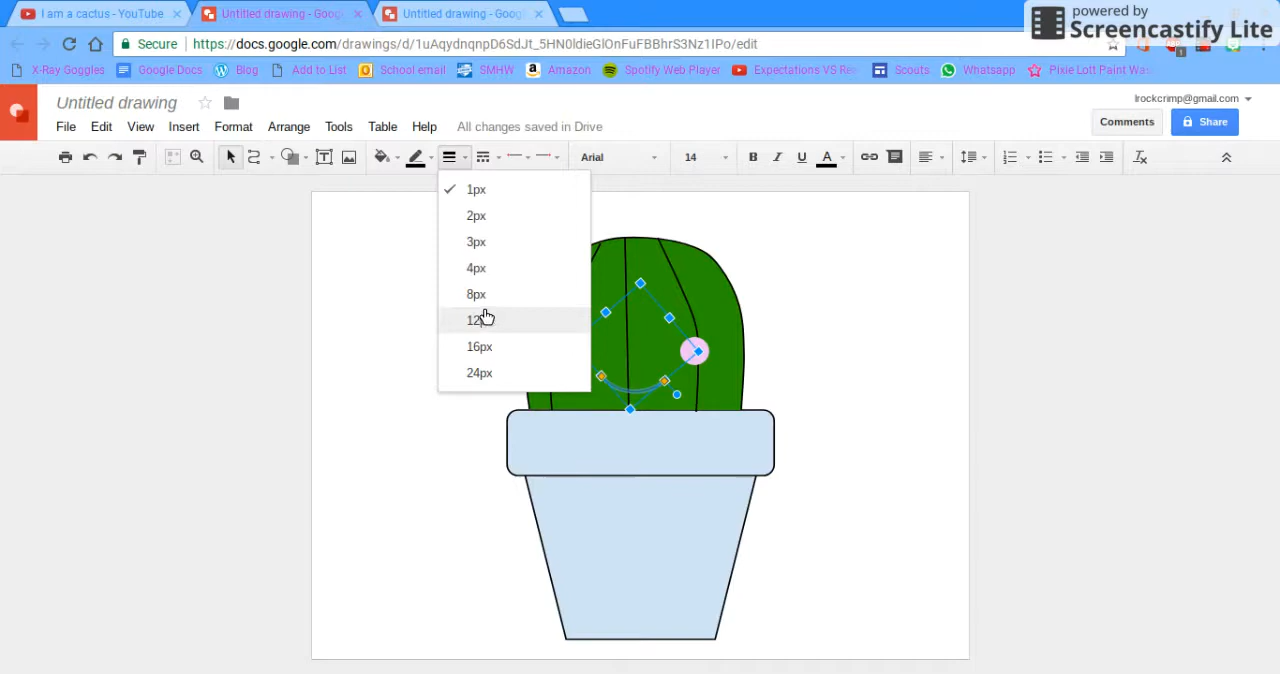 I am a cactus - YouTube
Untitled drawing - Goog
Untitled drawing - Goog
powered by
Screencastify Lite
Secure
https://docs.google.com/drawings/d/1uAqydnqnpD6SdJt_5HN0ldieGlOnFuFBBhrS3Nz1IPo/edit
X-Ray Goggles
Google Docs
Blog
Add to List
School email
SMHW
Amazon
Spotify Web Player
Expectations VS Re
Scouts
Whatsapp
Pixie Lott Paint Wa
Untitled drawing
lrockcrimp@gmail.com
File Edit View Insert Format Arrange Tools Table Help All changes saved in Drive
Comments
Share
Arial 14 B I U A
1px
2px
3px
4px
8px
16px
24px